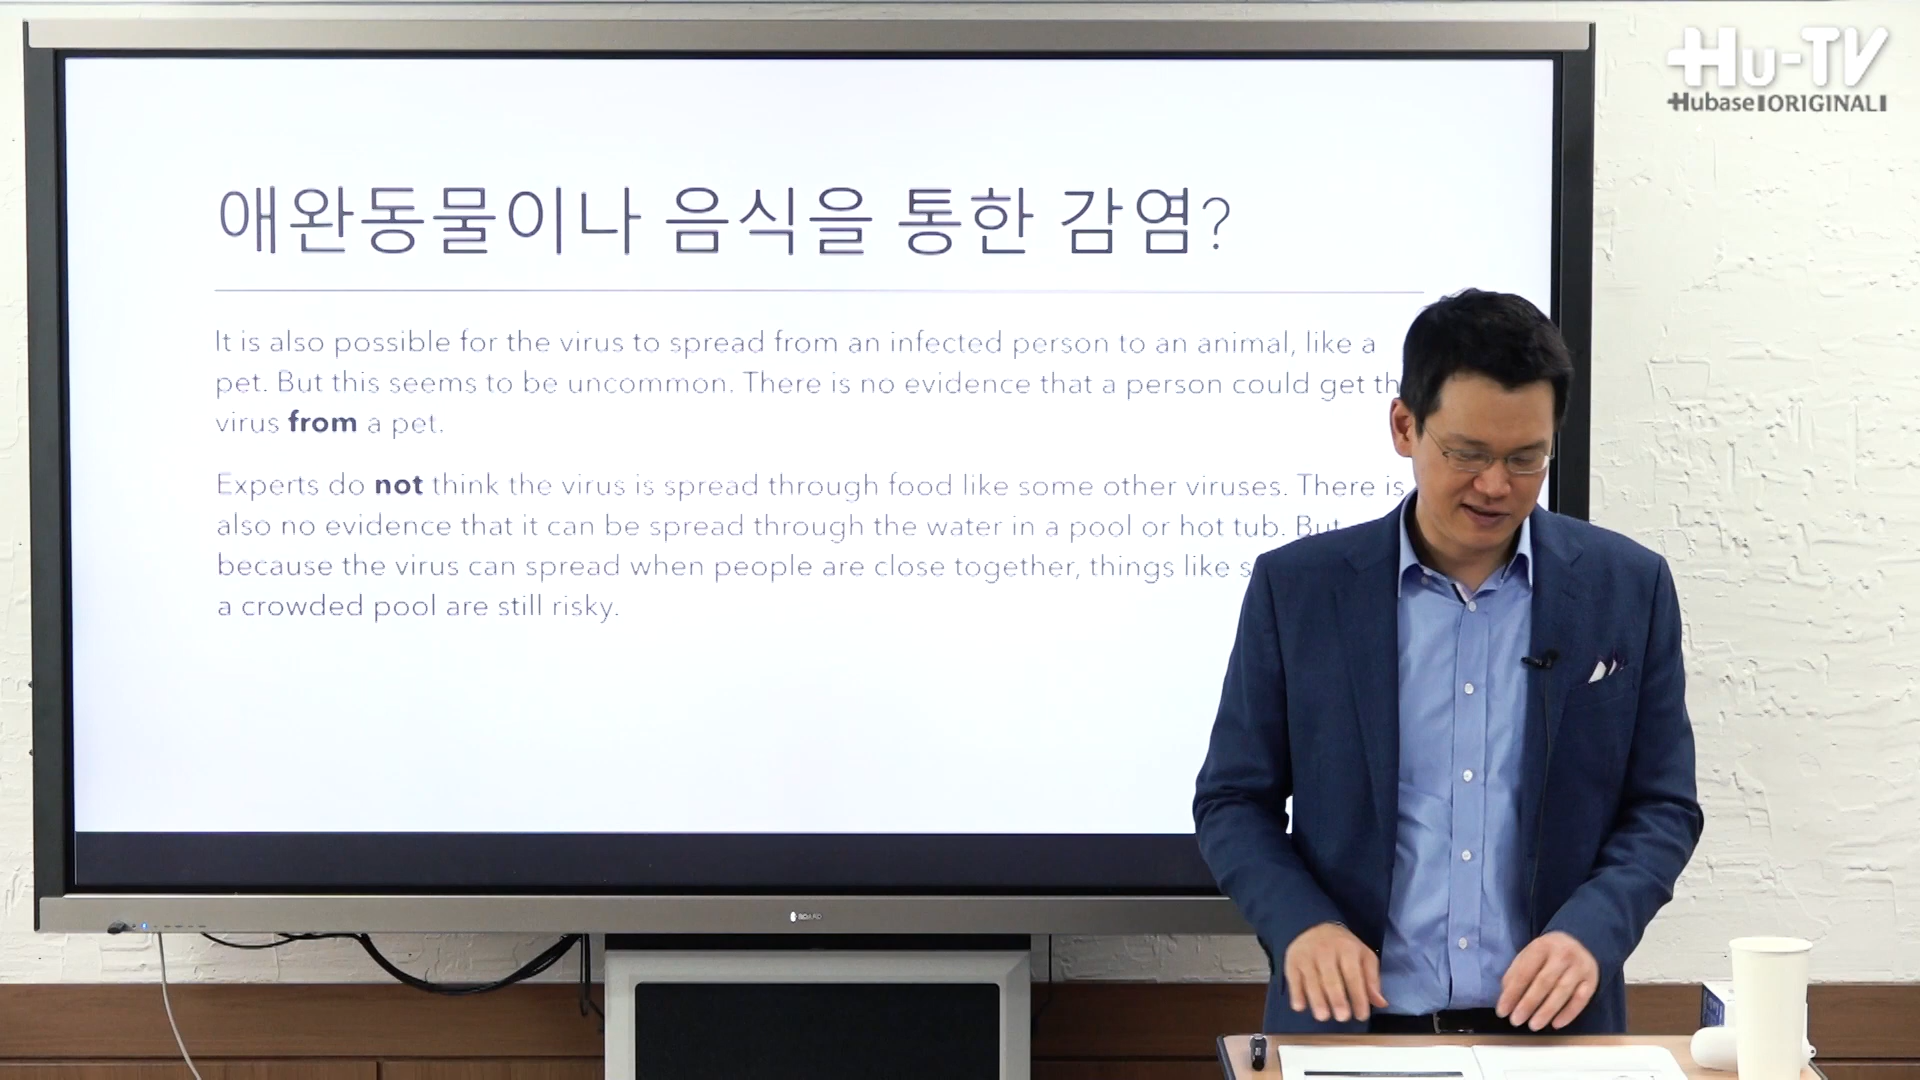 Hu-TV
Hubase ORIGINAL
애완동물이나 음식을 통한 감염?
It is also possible for the virus to spread from an infected person to an animal, like a
pet. But this seems to be uncommon. There is no evidence that a person could get
virus from a pet.
Experts do not think the virus is spread through food like some other viruses. There is
also no evidence that it can be spread through the water in a pool or hot tub.
because the virus can spread when people are close together, things like
a crowded pool are still risky.